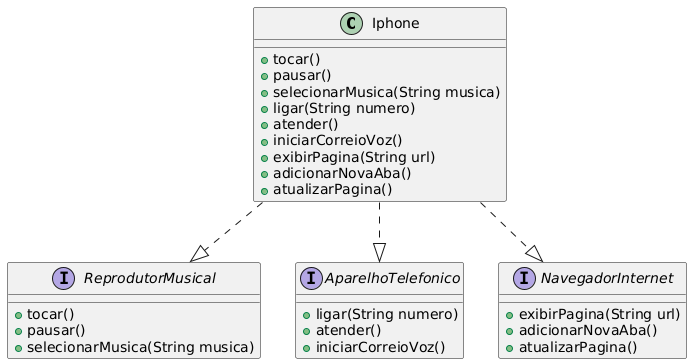 C Iphone
tocar()
pausar()
selecionarMusica(String musica)
ligar(String numero)
atender()
iniciarCorreioVoz()
exibirPagina(String url)
adicionarNovaAba()
atualizarPagina()
I ReprodutorMusical
tocar()
pausar()
selecionarMusica(String musica)
I AparelhoTelefonico
ligar(String numero)
atender()
iniciarCorreioVoz()
I NavegadorInternet
exibirPagina(String url)
adicionarNovaAba()
atualizarPagina()